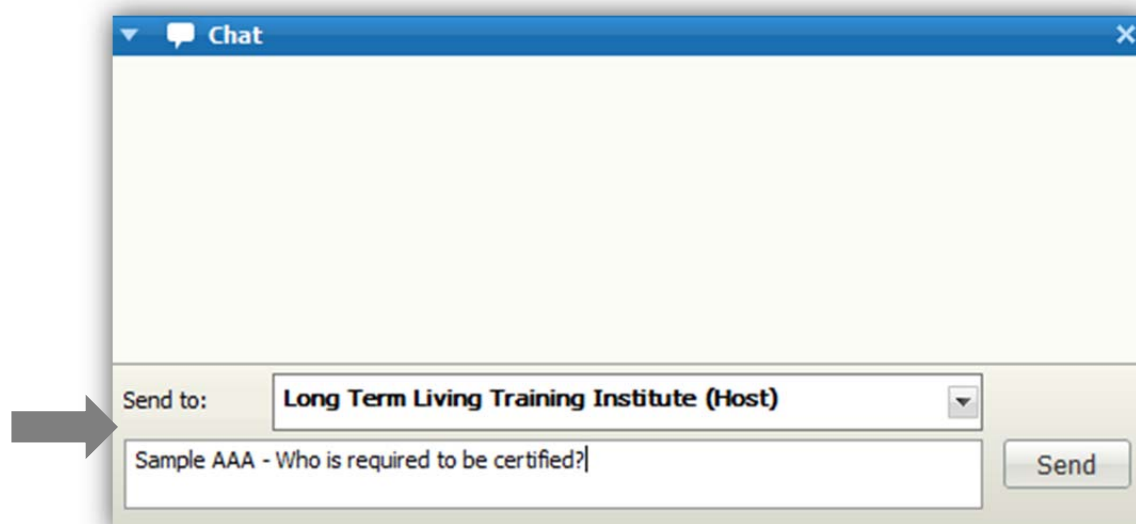 Chat
Send to:
Long Term Living Training Institute (Host)
Sample AAA - Who is required to be certified?
Send